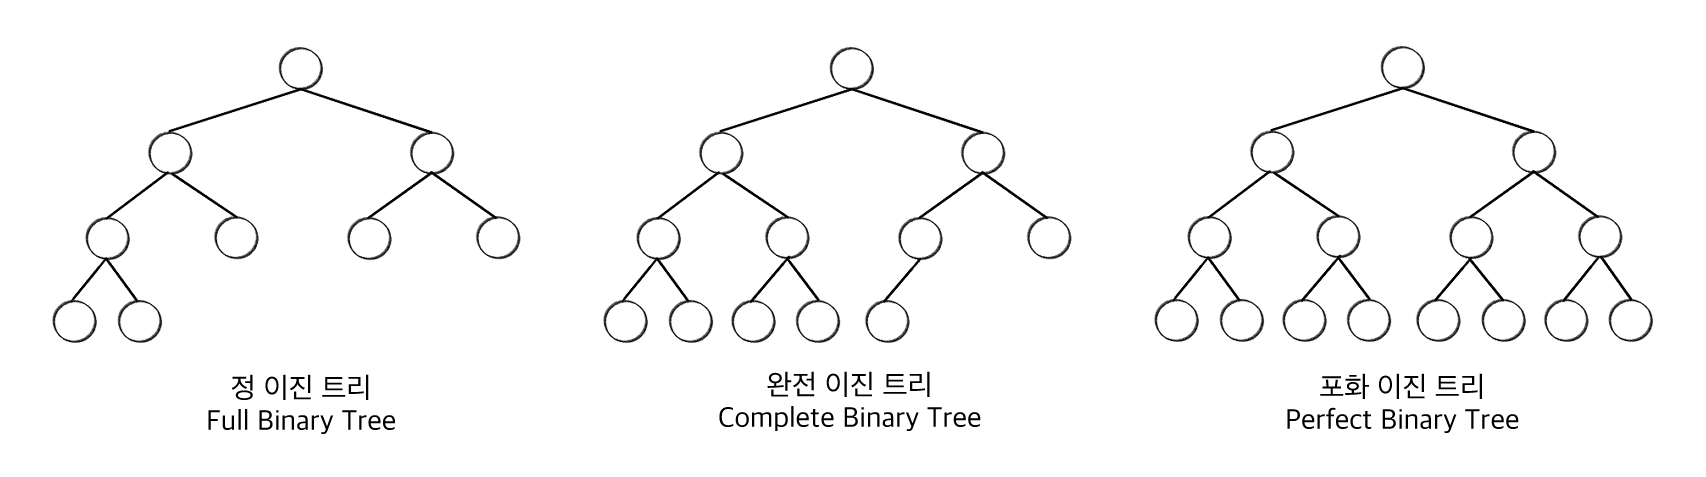 정 이진 트리
Full Binary Tree
완전 이진 트리
Complete Binary Tree
포화 이진 트리
Perfect Binary Tree